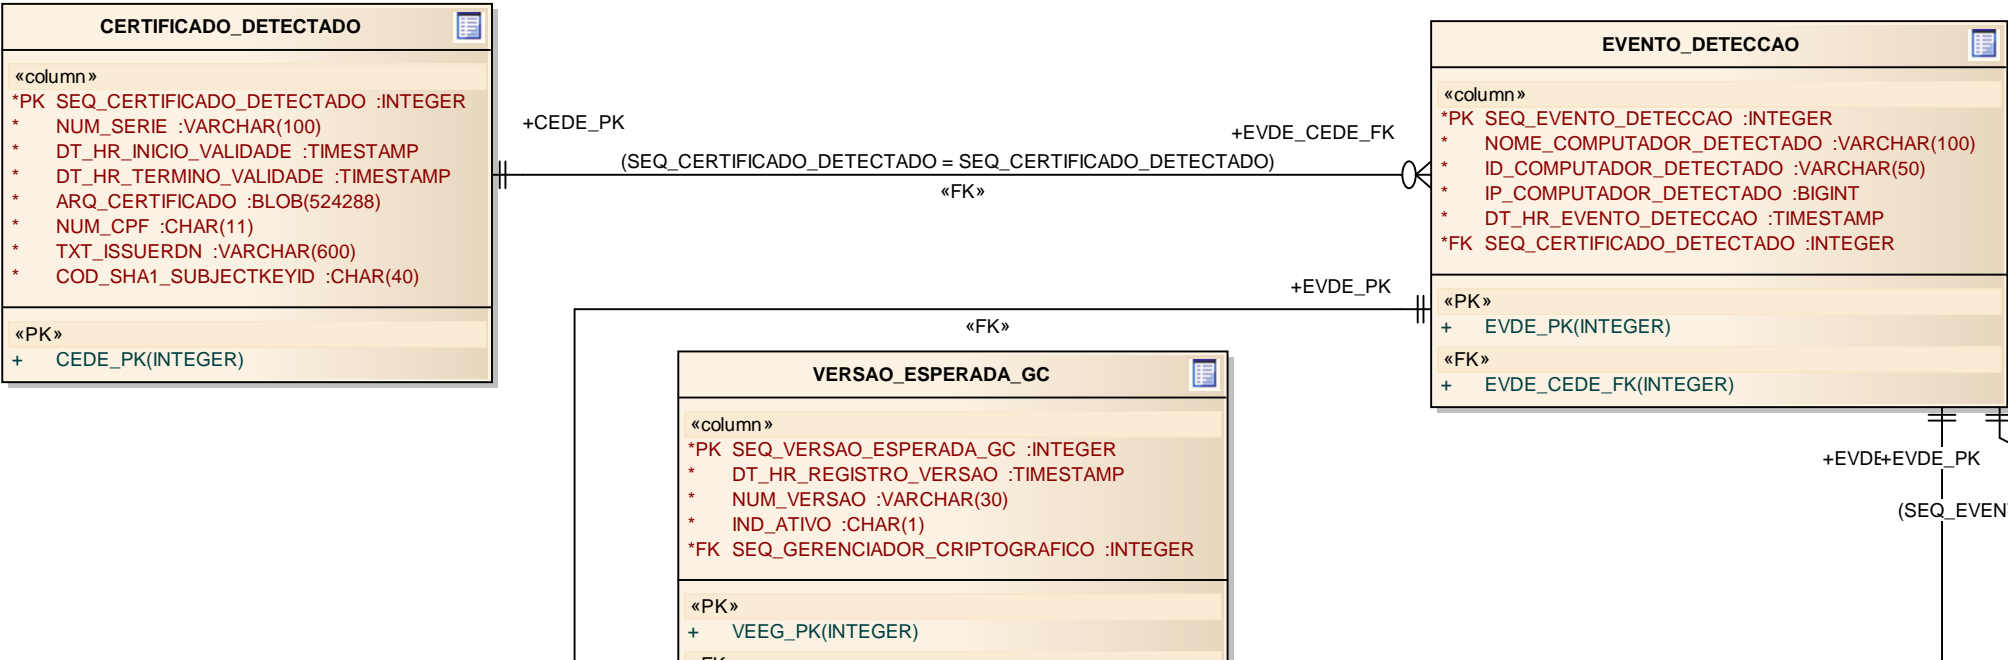 CERTIFICADO_DETECTADO
«column»
*PK SEQ_CERTIFICADO_DETECTADO :INTEGER
* NUM_SERIE :VARCHAR(100)
* DT_HR_INICIO_VALIDADE :TIMESTAMP
* DT_HR_TERMINO_VALIDADE :TIMESTAMP
* ARQ_CERTIFICADO :BLOB(524288)
* NUM_CPF :CHAR(11)
* TXT_ISSUERDN :VARCHAR(600)
* COD_SHA1_SUBJECTKEYID :CHAR(40)
«PK»
+ CEDE_PK(INTEGER)
+CEDE_PK
+EVDE_CEDE_FK
(SEQ_CERTIFICADO_DETECTADO = SEQ_CERTIFICADO_DETECTADO)
«FK»
EVENTO_DETECCAO
«column»
*PK SEQ_EVENTO_DETECCAO :INTEGER
* NOME_COMPUTADOR_DETECTADO :VARCHAR(100)
* ID_COMPUTADOR_DETECTADO :VARCHAR(50)
* IP_COMPUTADOR_DETECTADO :BIGINT
* DT_HR_EVENTO_DETECCAO :TIMESTAMP
*FK SEQ_CERTIFICADO_DETECTADO :INTEGER
«PK»
+ EVDE_PK(INTEGER)
«FK»
+ EVDE_CEDE_FK(INTEGER)
+EVDE_PK
«FK»
VERSAO_ESPERADA_GC
«column»
*PK SEQ_VERSAO_ESPERADA_GC :INTEGER
* DT_HR_REGISTRO_VERSAO :TIMESTAMP
* NUM_VERSAO :VARCHAR(30)
* IND_ATIVO :CHAR(1)
*FK SEQ_GERENCIADOR_CRIPTOGRAFICO :INTEGER
«PK»
+ VEEG_PK(INTEGER)
+EVDE+EVDE_PK
(SEQ_EVEN